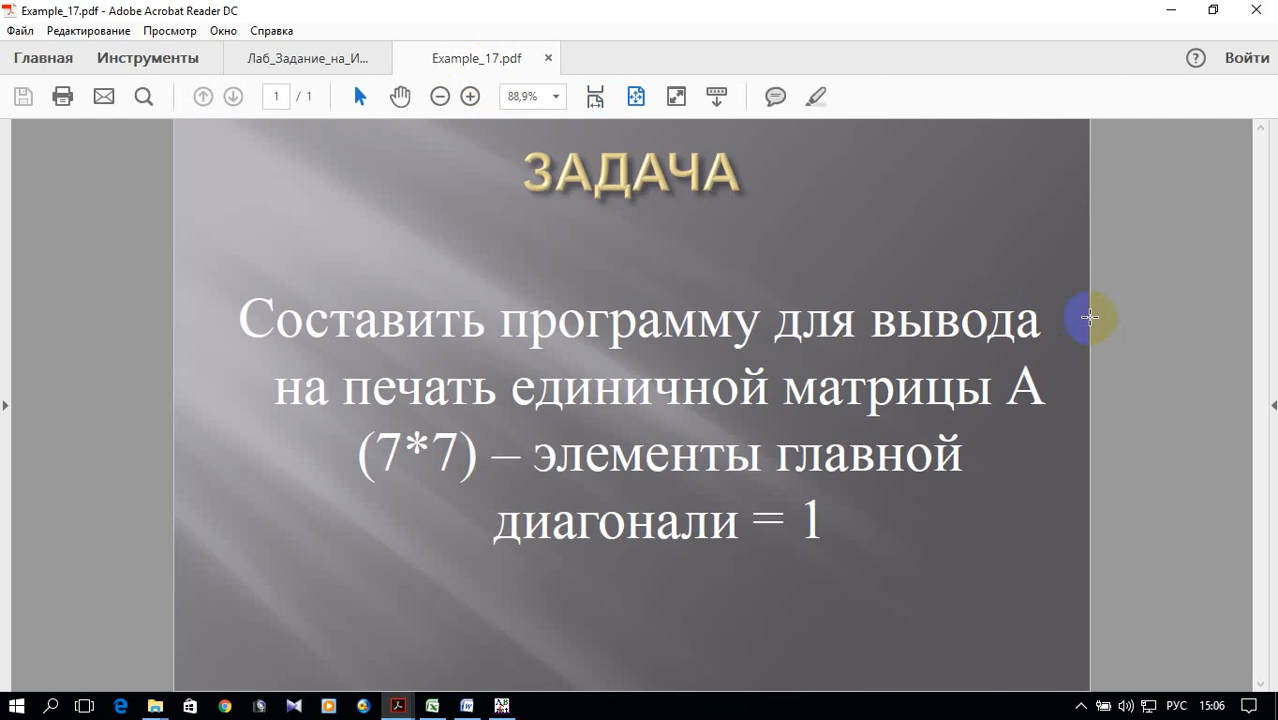 Example_17.pdf - Adobe Acrobat Reader DC
Файл Редактирование Просмотр Окно Справка
Главная Инструменты Лаб_Задание_на_И... Example_17.pdf × ? Войти
1 / 1 88,9%
ЗАДАЧА
Составить программу для вывода
на печать единичной матрицы А
(7*7) – элементы главной
диагонали = 1
РУС 15:06